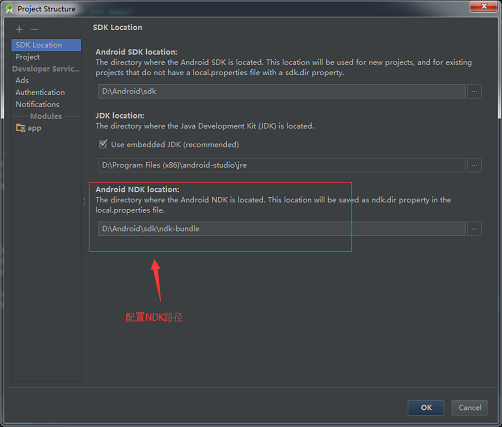 Project Structure
SDK Location
Project
Developer Servic...
Ads
Authentication
Notifications
Modules
app
SDK Location
Android SDK location:
The directory where the Android SDK is located. This location will be used for new projects, and for existing
projects that do not have a local.properties file with a sdk.dir property.
D:\Android\sdk
...
JDK location:
The directory where the Java Development Kit (JDK) is located.
Use embedded JDK (recommended)
D:\Program Files (x86)\android-studio\jre
...
Android NDK location:
The directory where the Android NDK is located. This location will be saved as ndk.dir property in the
local.properties file.
D:\Android\sdk\ndk-bundle
...
配置NDK路径
OK
Cancel